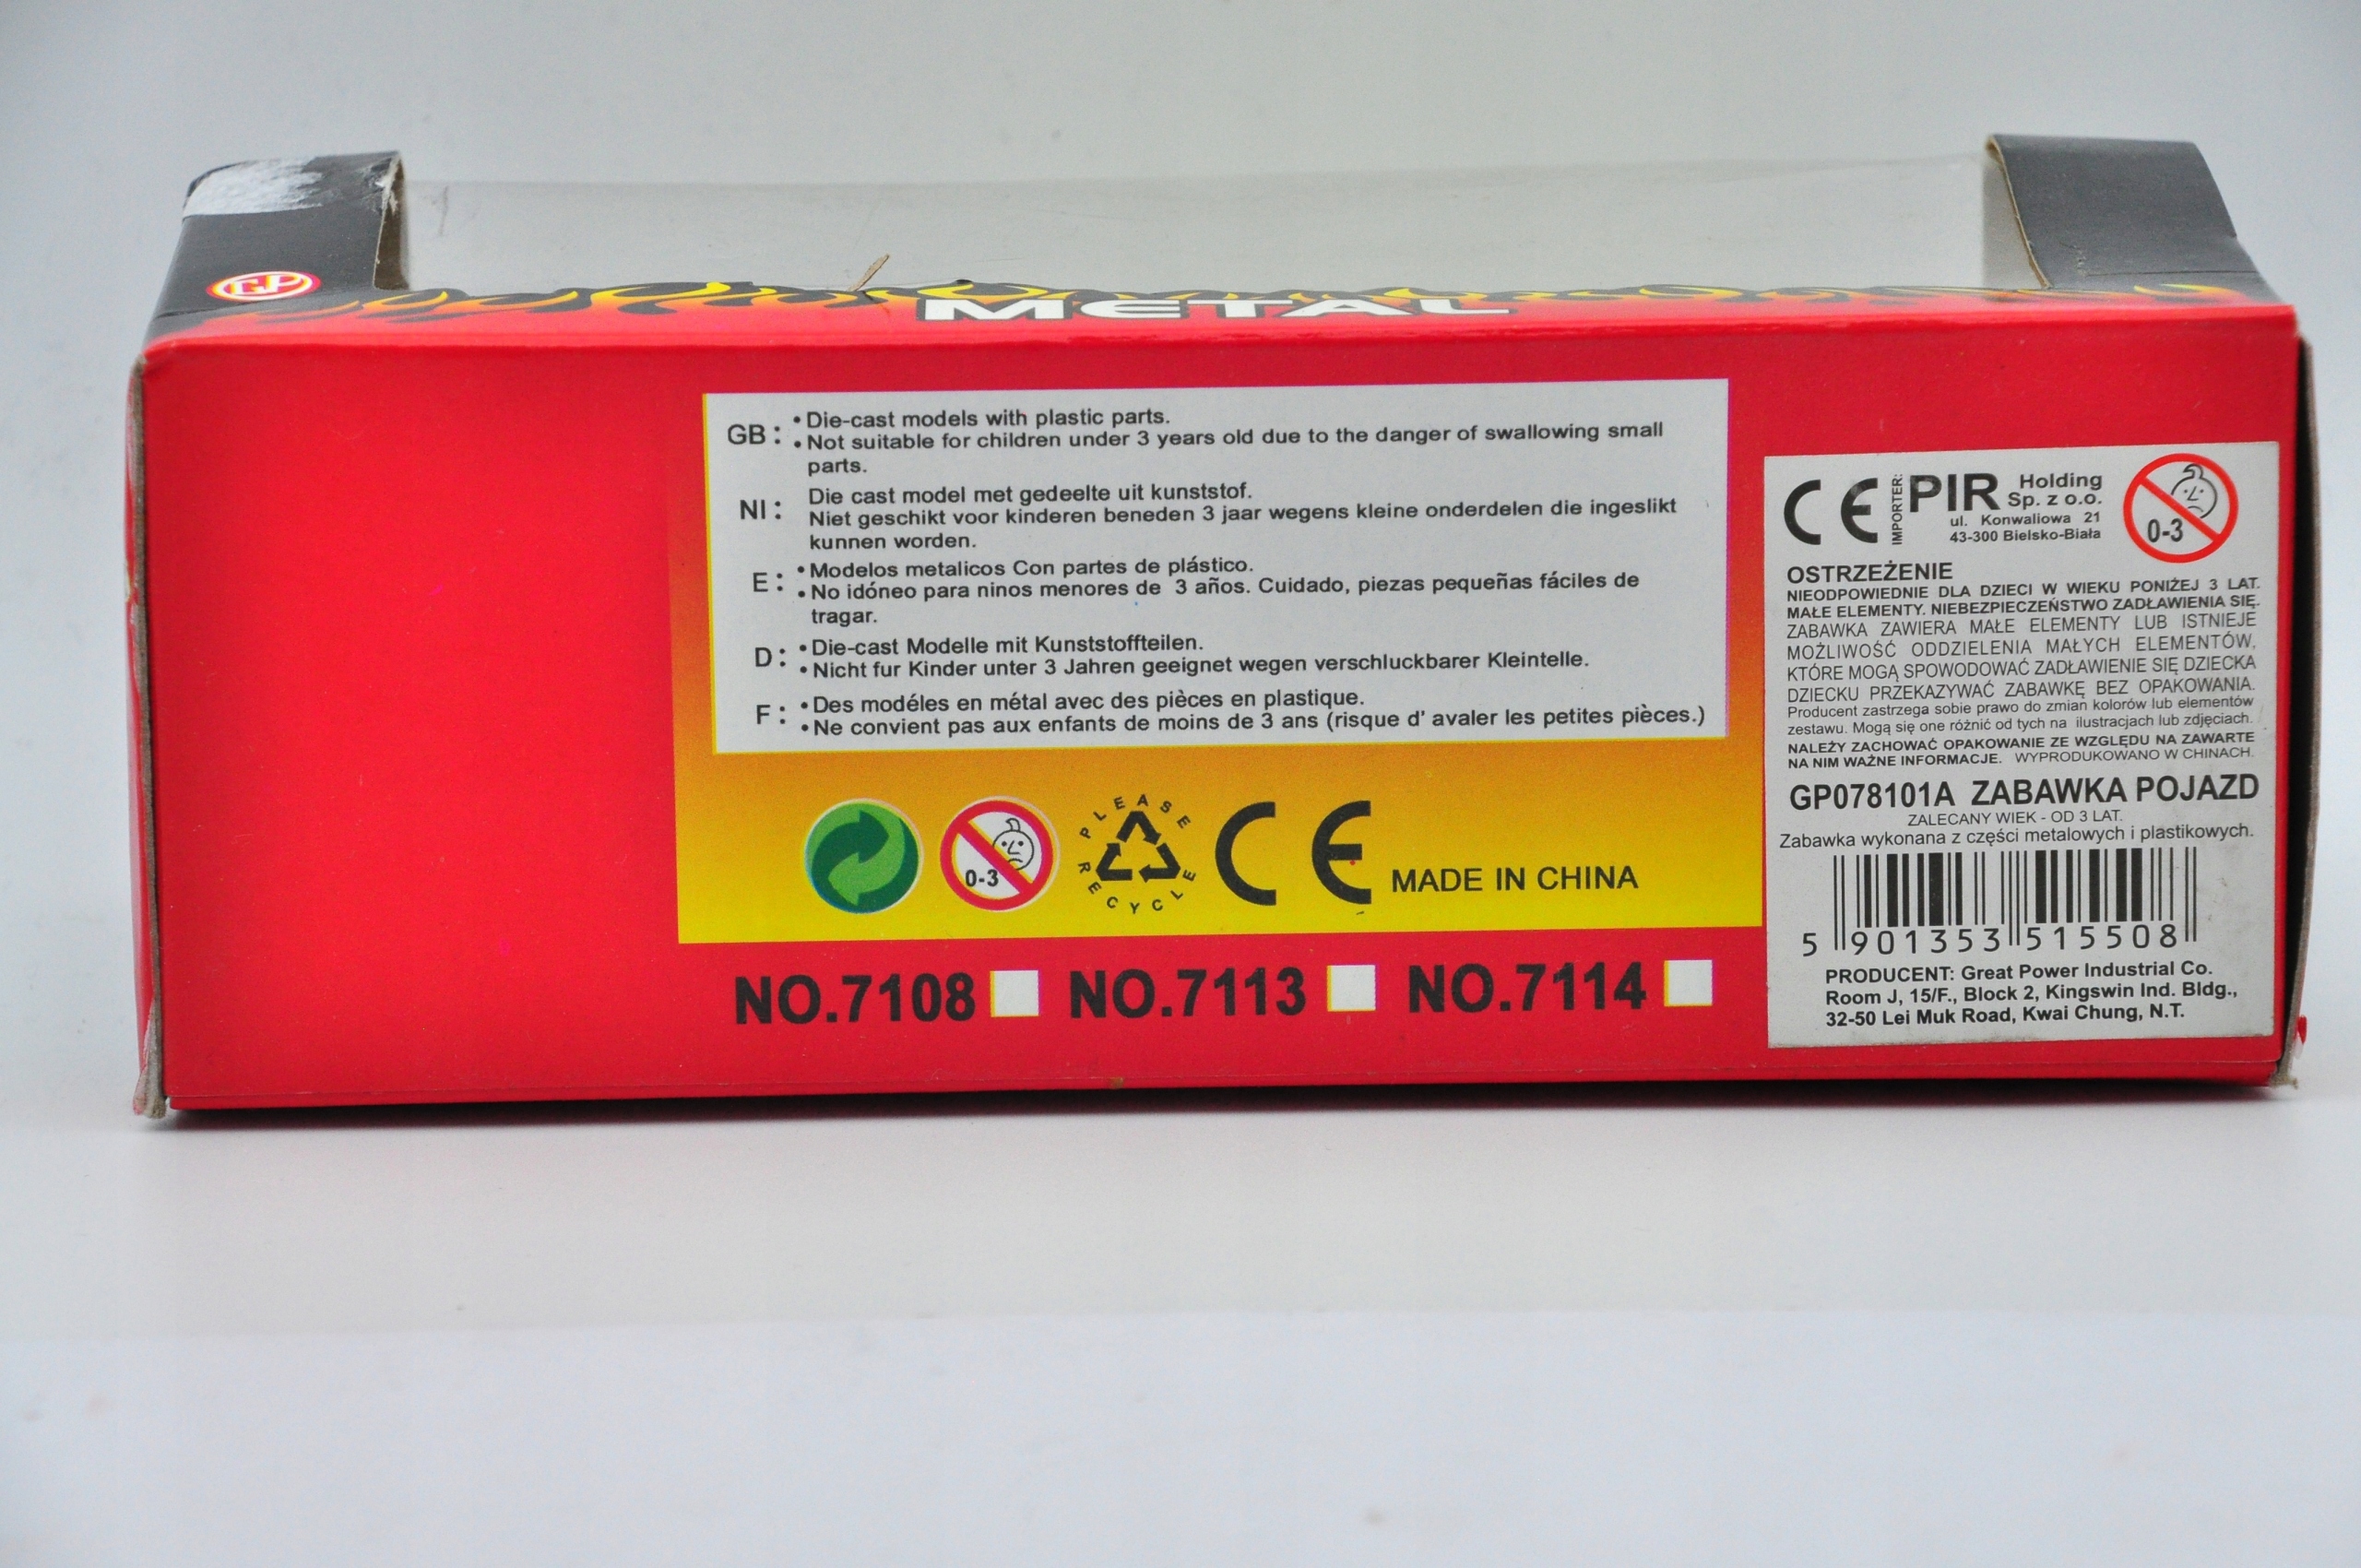 GP
METAL
GB: • Die-cast models with plastic parts.
• Not suitable for children under 3 years old due to the danger of swallowing small
parts.
NI: Die cast model met gedeelte uit kunststof.
Niet geschikt voor kinderen beneden 3 jaar wegens kleine onderdelen die ingeslikt
kunnen worden.
E: • Modelos metalicos Con partes de plástico.
• No idóneo para ninos menores de 3 años. Cuidado, piezas pequeñas fáciles de
tragar.
D: • Die-cast Modelle mit Kunststoffteilen.
• Nicht fur Kinder unter 3 Jahren geeignet wegen verschluckbarer Kleintelle.
F: • Des modéles en métal avec des pièces en plastique.
• Ne convient pas aux enfants de moins de 3 ans (risque d' avaler les petites pièces.)
0-3
PLEASE
RECYCLE
CE MADE IN CHINA
NO.7108 NO.7113 NO.7114
CE IMPORTER: PIR Holding
Sp. z o.o.
ul. Konwaliowa 21
43-300 Bielsko-Biała
0-3
OSTRZEŻENIE
NIEODPOWIEDNIE DLA DZIECI W WIEKU PONIŻEJ 3 LAT.
MAŁE ELEMENTY. NIEBEZPIECZEŃSTWO ZADŁAWIENIA SIĘ.
ZABAWKA ZAWIERA MAŁE ELEMENTY LUB ISTNIEJE
MOŻLIWOŚĆ ODDZIELENIA MAŁYCH ELEMENTÓW,
KTÓRE MOGĄ SPOWODOWAĆ ZADŁAWIENIE SIĘ DZIECKA
DZIECKU PRZEKAZYWAĆ ZABAWKĘ BEZ OPAKOWANIA.
Producent zastrzega sobie prawo do zmian kolorów lub elementów
zestawu. Mogą się one różnić od tych na ilustracjach lub zdjęciach.
NALEŻY ZACHOWAĆ OPAKOWANIE ZE WZGLĘDU NA ZAWARTE
NA NIM WAŻNE INFORMACJE. WYPRODUKOWANO W CHINACH.
GP078101A ZABAWKA POJAZD
ZALECANY WIEK - OD 3 LAT.
Zabawka wykonana z części metalowych i plastikowych.
5 901353 515508
PRODUCENT: Great Power Industrial Co.
Room J, 15/F., Block 2, Kingswin Ind. Bldg.,
32-50 Lei Muk Road, Kwai Chung, N.T.